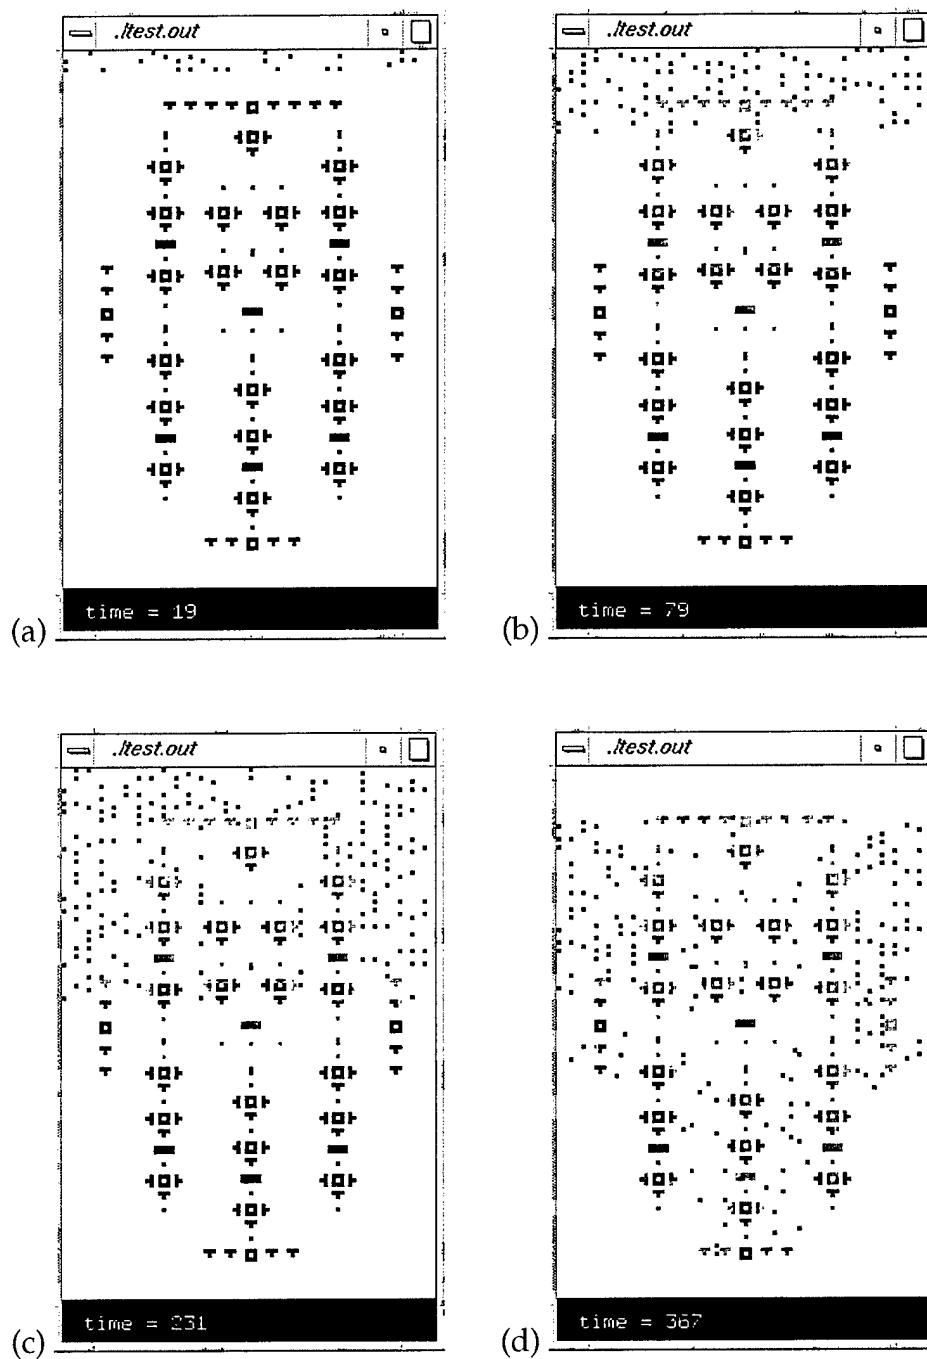 .ltest.out
.ltest.out
time = 19
time = 79
(a)
(b)
.ltest.out
.ltest.out
time = 231
time = 367
(c)
(d)